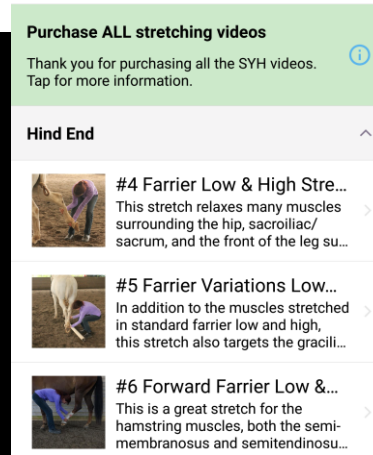 Purchase ALL stretching videos
Thank you for purchasing all the SYH videos.
Tap for more information.
Hind End
#4 Farrier Low & High Stre...
This stretch relaxes many muscles
surrounding the hip, sacroiliac/
sacrum, and the front of the leg su...
#5 Farrier Variations Low...
In addition to the muscles stretched
in standard farrier low and high,
this stretch also targets the gracili...
#6 Forward Farrier Low &...
This is a great stretch for the
hamstring muscles, both the semi-
membranosus and semitendinosu...